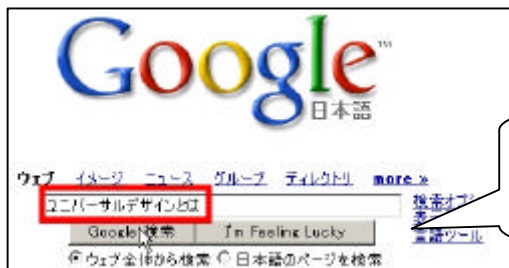 Google™
日本語
ウェブ イメージ ニュース グループ ディレクトリ more »
ユニバーサルデザインとは
検索オプ
Google 検索 I'm Feeling Lucky
言語ツール
ウェブ全体から検索 日本語のページを検索